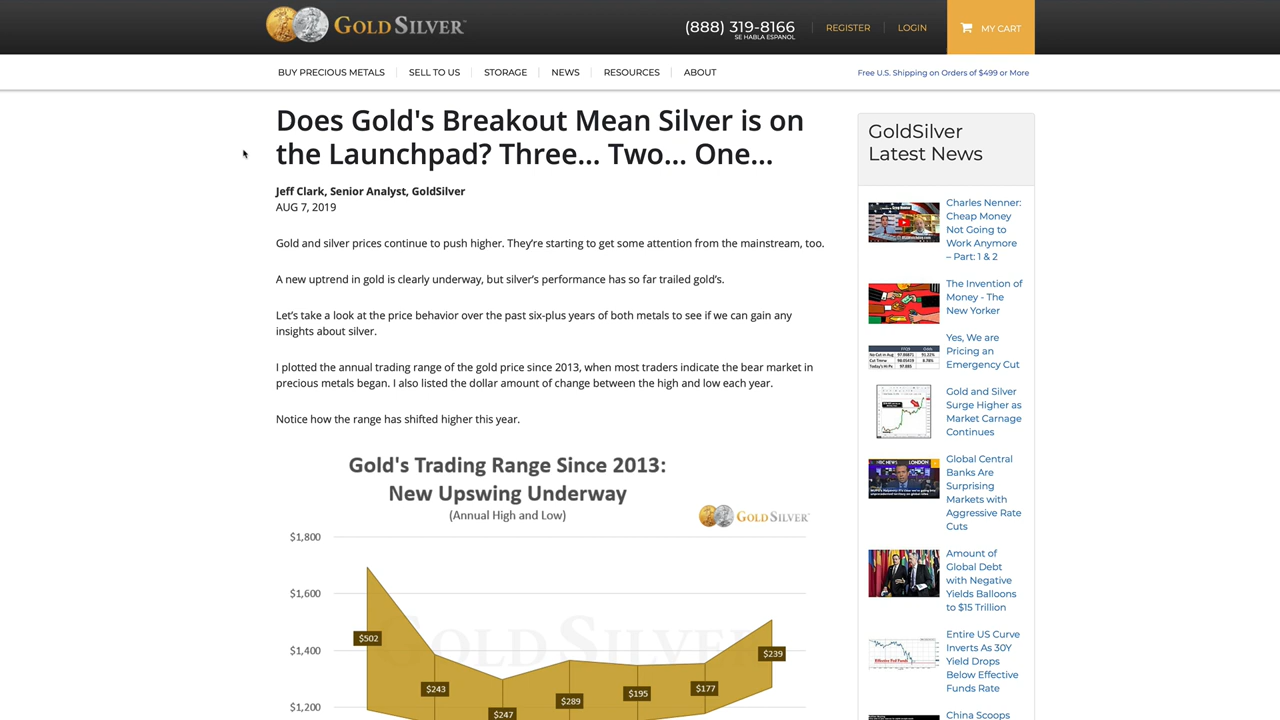 GOLDSILVER™
(888) 319-8166
SE HABLA ESPANOL
REGISTER
LOGIN
MY CART
BUY PRECIOUS METALS
SELL TO US
STORAGE
NEWS
RESOURCES
ABOUT
Free U.S. Shipping on Orders of $499 or More
Does Gold's Breakout Mean Silver is on
the Launchpad? Three... Two... One...
Jeff Clark, Senior Analyst, GoldSilver
AUG 7, 2019
Gold and silver prices continue to push higher. They're starting to get some attention from the mainstream, too.
A new uptrend in gold is clearly underway, but silver's performance has so far trailed gold's.
Let's take a look at the price behavior over the past six-plus years of both metals to see if we can gain any
insights about silver.
I plotted the annual trading range of the gold price since 2013, when most traders indicate the bear market in
precious metals began. I also listed the dollar amount of change between the high and low each year.
Notice how the range has shifted higher this year.
Gold's Trading Range Since 2013:
New Upswing Underway
(Annual High and Low)
GOLDSILVER
$1,800
$1,600
$1,400
$1,200
GOLDSILVER
$502
$243
$247
$289
$195
$177
$239
GoldSilver
Latest News
Charles Nenner:
Cheap Money
Not Going to
Work Anymore
– Part: 1 & 2
The Invention of
Money - The
New Yorker
Yes, We are
Pricing an
Emergency Cut
Gold and Silver
Surge Higher as
Market Carnage
Continues
Global Central
Banks Are
Surprising
Markets with
Aggressive Rate
Cuts
Amount of
Global Debt
with Negative
Yields Balloons
to $15 Trillion
Entire US Curve
Inverts As 30Y
Yield Drops
Below Effective
Funds Rate
China Scoops